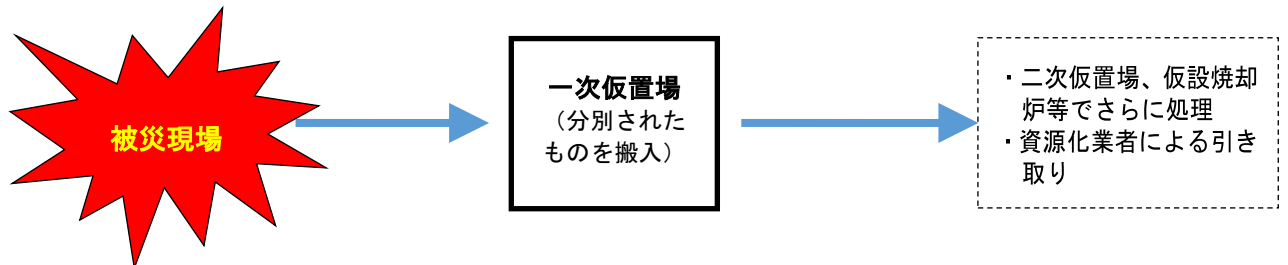 被災現場
一次仮置場
（分別された
ものを搬入）
・二次仮置場、仮設焼却
炉等でさらに処理
・資源化業者による引き
取り